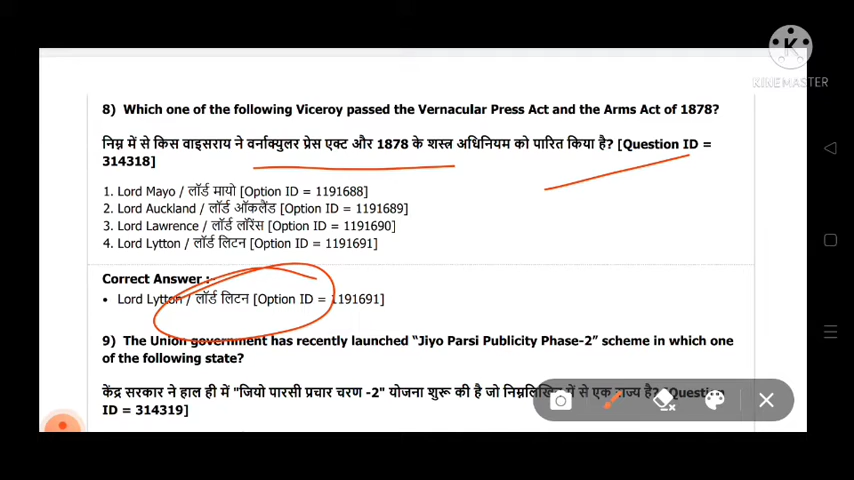 K
KINEMASTER
8) Which one of the following Viceroy passed the Vernacular Press Act and the Arms Act of 1878?
निम्न में से किस वाइसराय ने वर्नाक्युलर प्रेस एक्ट और 1878 के शस्त्र अधिनियम को पारित किया है? [Question ID =
314318]
1. Lord Mayo / लॉर्ड मायो [Option ID = 1191688]
2. Lord Auckland / लॉर्ड ऑकलैंड [Option ID = 1191689]
3. Lord Lawrence / लॉर्ड लॉरेंस [Option ID = 1191690]
4. Lord Lytton / लॉर्ड लिटन [Option ID = 1191691]
Correct Answer :-
• Lord Lytton / लॉर्ड लिटन [Option ID = 1191691]
9) The Union government has recently launched “Jiyo Parsi Publicity Phase-2” scheme in which one
of the following state?
केंद्र सरकार ने हाल ही में "जियो पारसी प्रचार चरण -2" योजना शुरू की है जो निम्नलिखित में से एक राज्य है? [Question
ID = 314319]